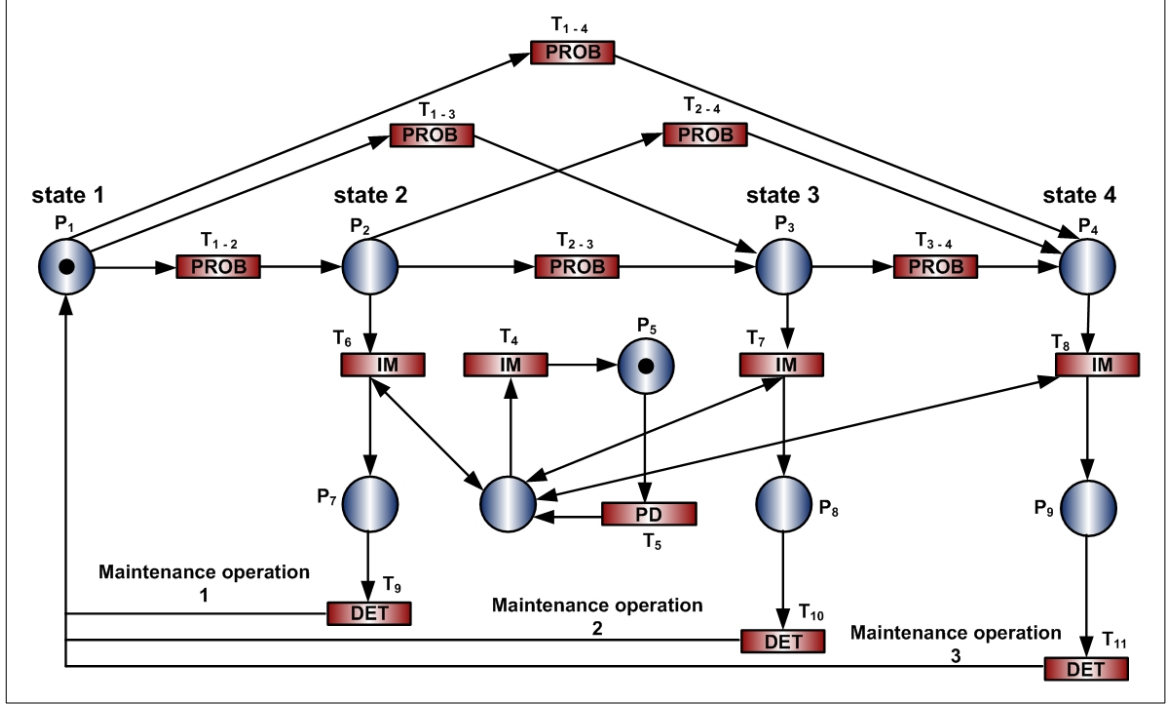 T1 - 4
PROB
T1 - 3
PROB
T2 - 4
PROB
state 1
state 2
state 3
state 4
P1
P2
P3
P4
T1 - 2
PROB
T2 - 3
PROB
T3 - 4
PROB
T6
IM
T4
IM
P5
T7
IM
T8
IM
P7
PD
T5
P8
P9
Maintenance operation
1
T9
DET
Maintenance operation
2
T10
DET
Maintenance operation
3
T11
DET